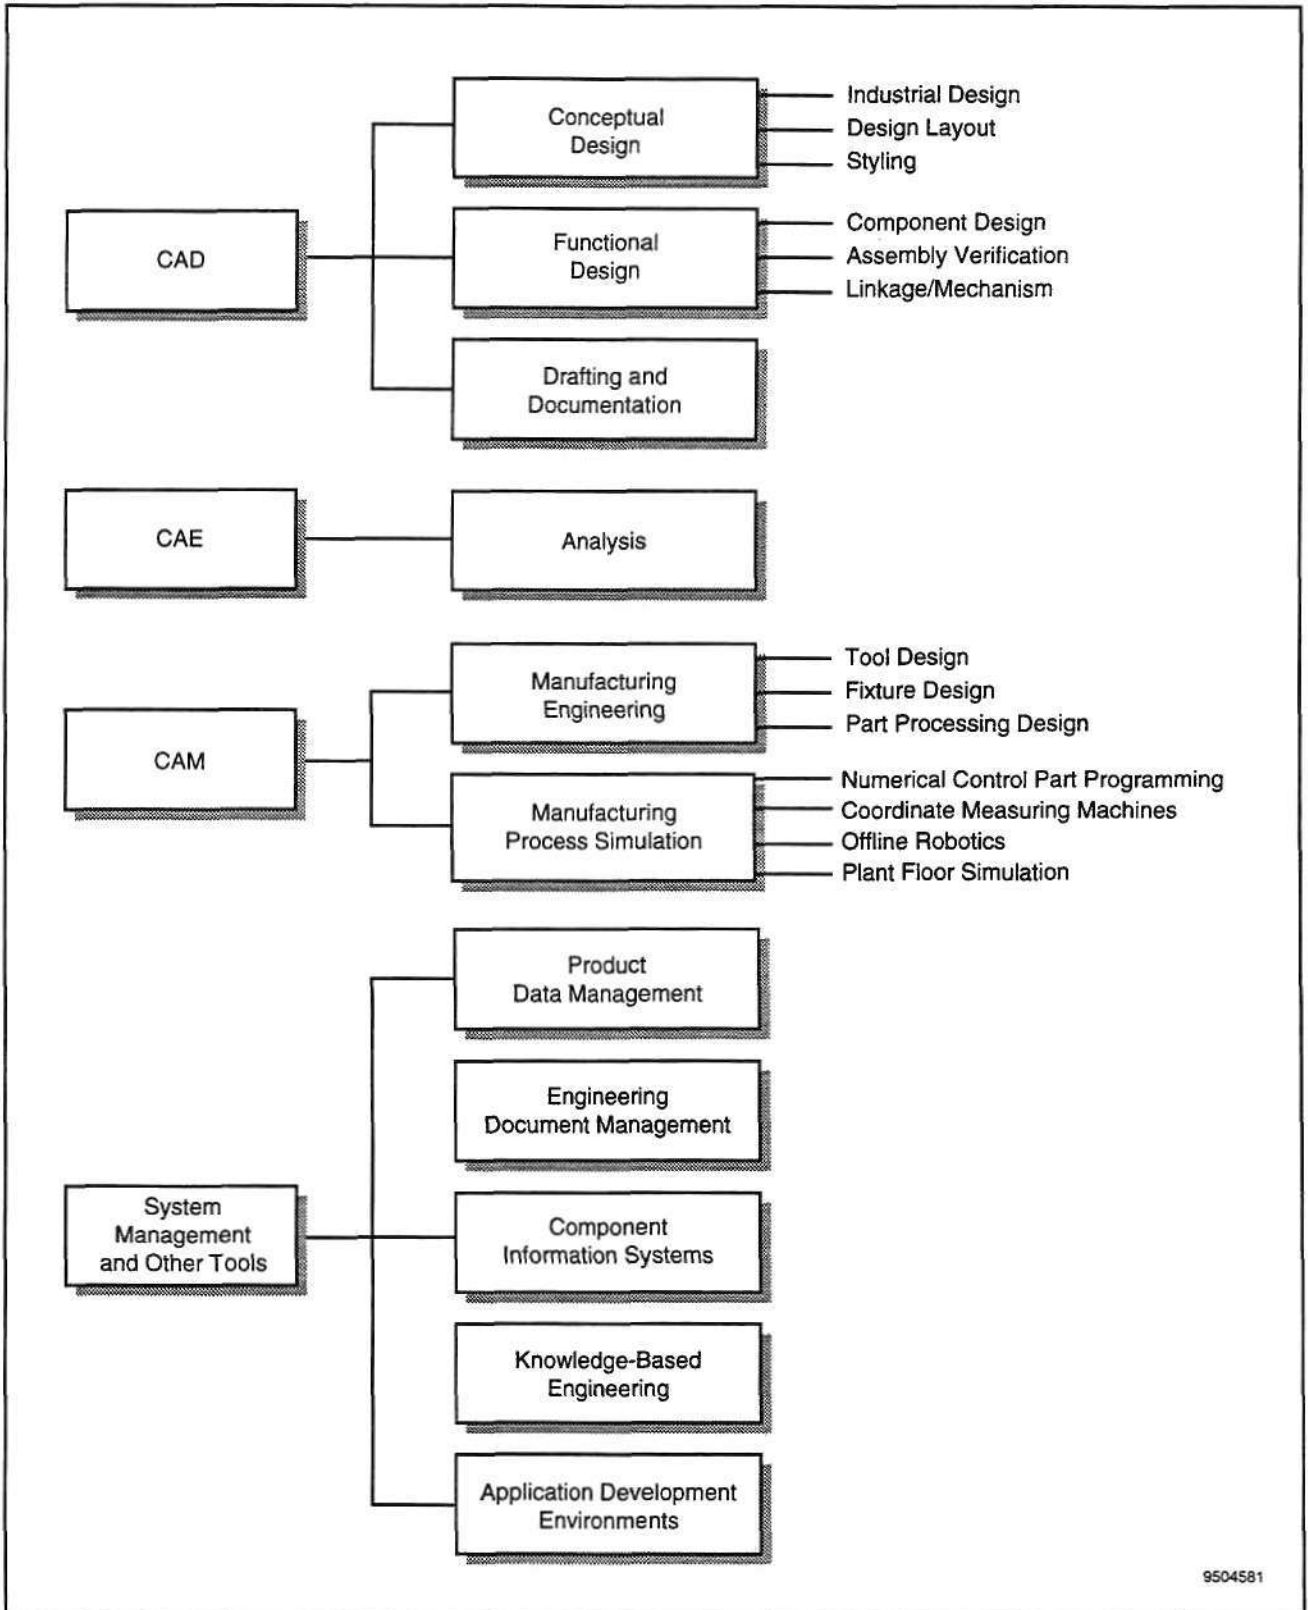 CAD
Conceptual
Design
Industrial Design
Design Layout
Styling
Functional
Design
Component Design
Assembly Verification
Linkage/Mechanism
Drafting and
Documentation
CAE
Analysis
CAM
Manufacturing
Engineering
Tool Design
Fixture Design
Part Processing Design
Manufacturing
Process Simulation
Numerical Control Part Programming
Coordinate Measuring Machines
Offline Robotics
Plant Floor Simulation
System
Management
and Other Tools
Product
Data Management
Engineering
Document Management
Component
Information Systems
Knowledge-Based
Engineering
Application Development
Environments
9504581